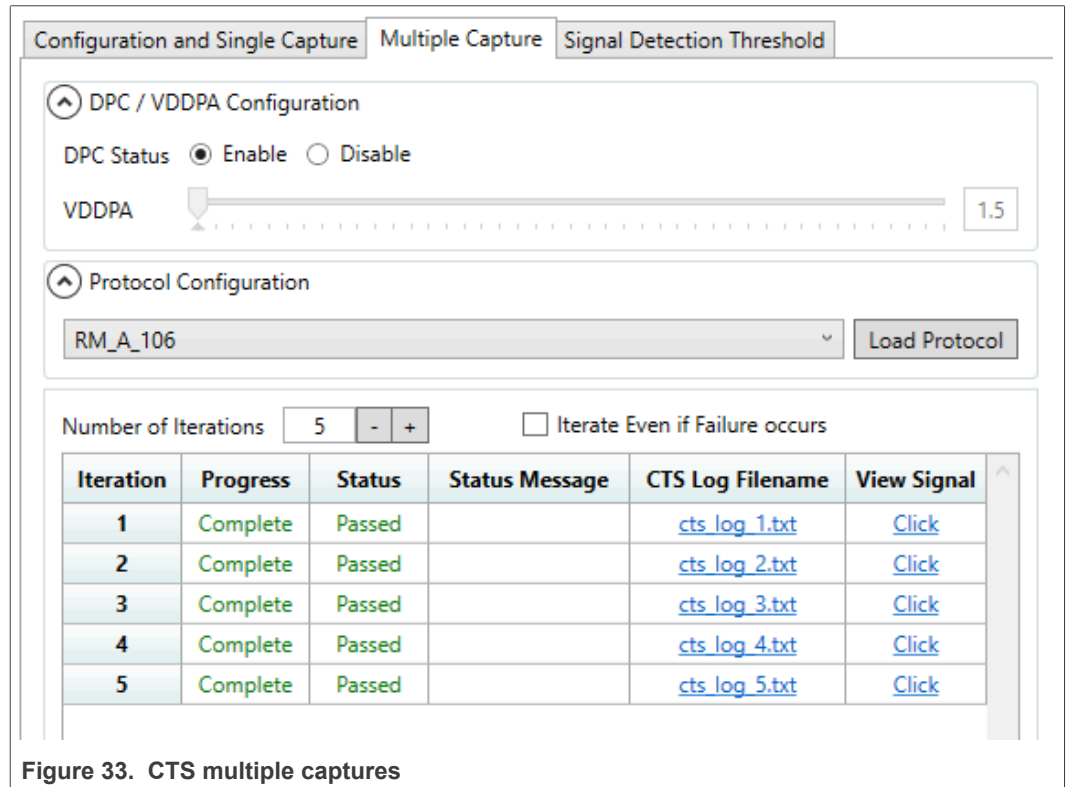 Configuration and Single Capture Multiple Capture Signal Detection Threshold
DPC / VDDPA Configuration
DPC Status Enable Disable
VDDPA 1.5
Protocol Configuration
RM_A_106 Load Protocol
Number of Iterations 5 - + Iterate Even if Failure occurs
Iteration Progress Status Status Message CTS Log Filename View Signal
1 Complete Passed cts_log_1.txt Click
2 Complete Passed cts_log_2.txt Click
3 Complete Passed cts_log_3.txt Click
4 Complete Passed cts_log_4.txt Click
5 Complete Passed cts_log_5.txt Click
Figure 33. CTS multiple captures